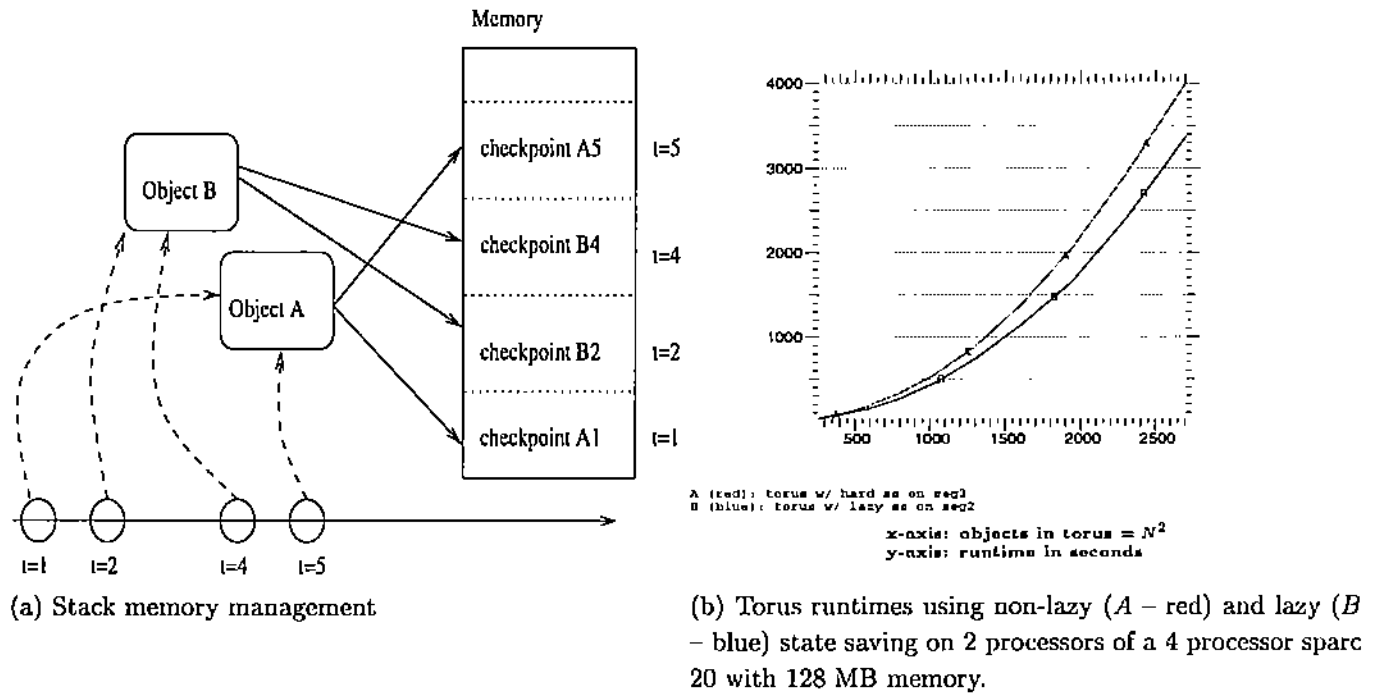 Memory
checkpoint A5
t=5
Object B
checkpoint B4
t=4
Object A
checkpoint B2
t=2
checkpoint A1
t=1
t=1
t=2
t=4
t=5
(a) Stack memory management
4000
3000
2000
1000
500
1000
1500
2000
2500
A
A
A
B
B
A (red): torus w/ hard ss on seg1
B (blue): torus w/ lazy ss on seg2
x-axis: objects in torus = N²
y-axis: runtime in seconds
(b) Torus runtimes using non-lazy (A – red) and lazy (B
– blue) state saving on 2 processors of a 4 processor sparc
20 with 128 MB memory.